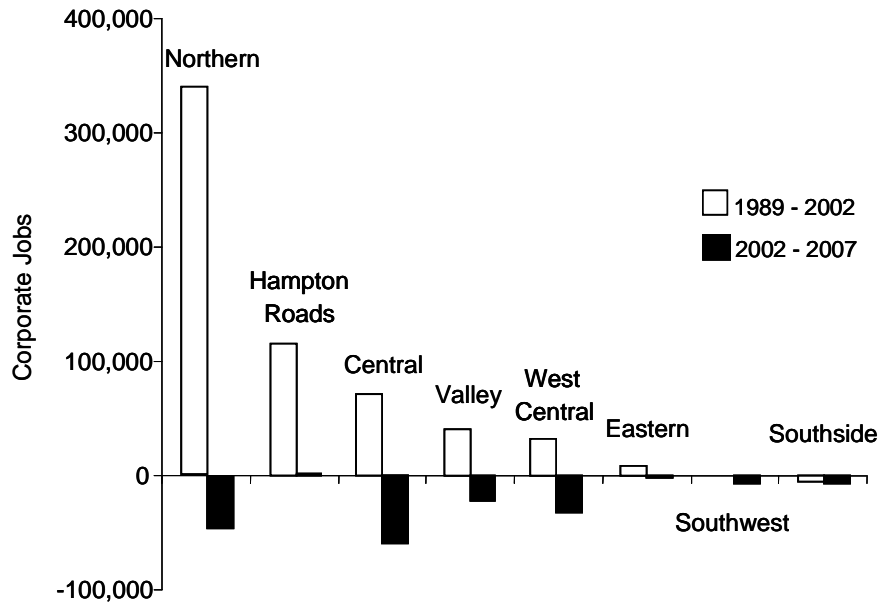 400,000
Northern
300,000
1989 - 2002
2002 - 2007
200,000
Hampton
Roads
Corporate Jobs
100,000
Central
Valley
West
Central
Eastern
Southside
0
Southwest
-100,000